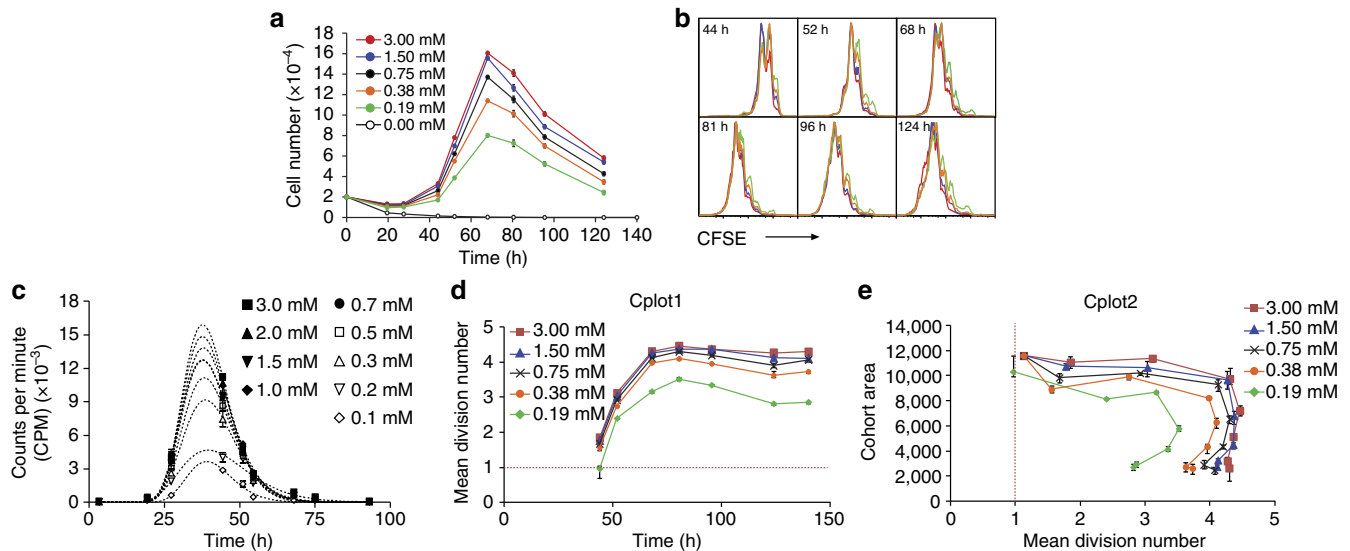 a
Cell number (×10⁻⁴)
18
16
14
12
10
8
6
4
2
0
3.00 mM
1.50 mM
0.75 mM
0.38 mM
0.19 mM
0.00 mM
0 20 40 60 80 100 120 140
Time (h)
b
44 h
52 h
68 h
81 h
96 h
124 h
CFSE
c
Counts per minute
(CPM) (×10⁻³)
18
15
12
9
6
3
0
3.0 mM
2.0 mM
1.5 mM
1.0 mM
0.7 mM
0.5 mM
0.3 mM
0.2 mM
0.1 mM
0 25 50 75 100
Time (h)
d
Cplot1
Mean division number
5
4
3
2
1
0
3.00 mM
1.50 mM
0.75 mM
0.38 mM
0.19 mM
0 50 100 150
Time (h)
e
Cplot2
Cohort area
14,000
12,000
10,000
8,000
6,000
4,000
2,000
0
3.00 mM
1.50 mM
0.75 mM
0.38 mM
0.19 mM
0 1 2 3 4 5
Mean division number